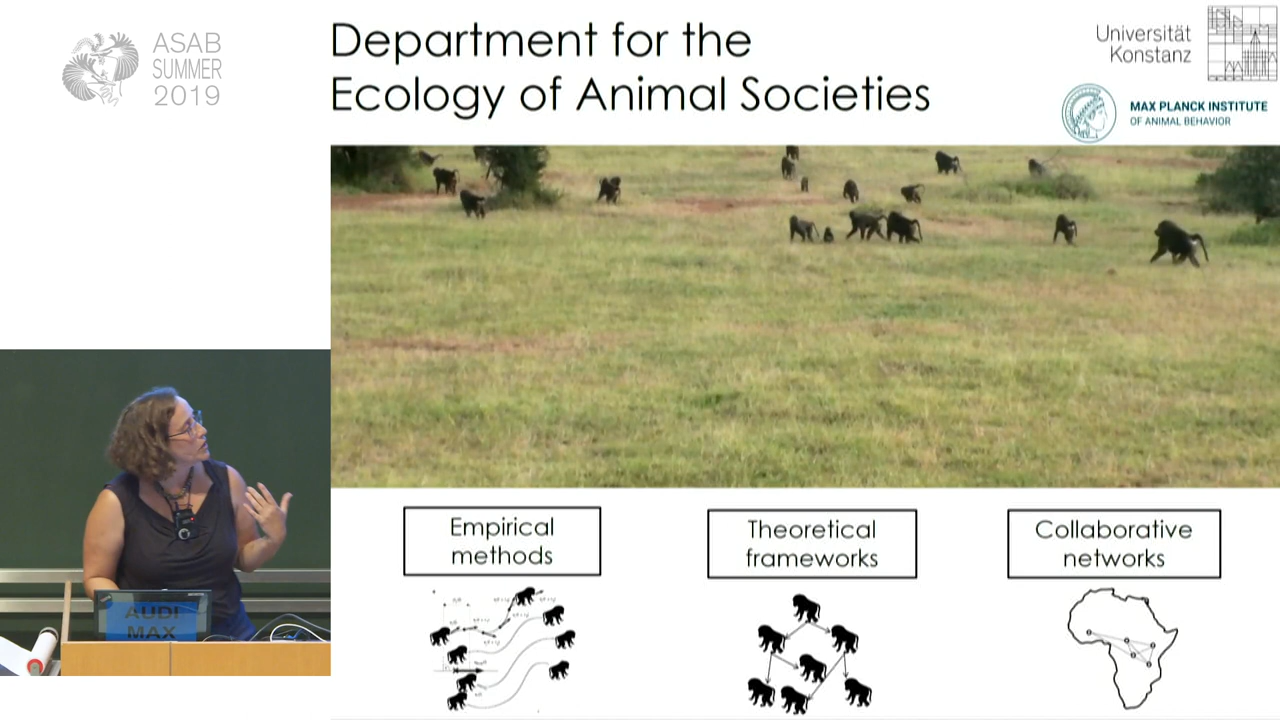 ASAB
SUMMER
2019
Department for the
Ecology of Animal Societies
Universität
Konstanz
MAX PLANCK INSTITUTE
OF ANIMAL BEHAVIOR
AUDI
MAX
Empirical
methods
Theoretical
frameworks
Collaborative
networks